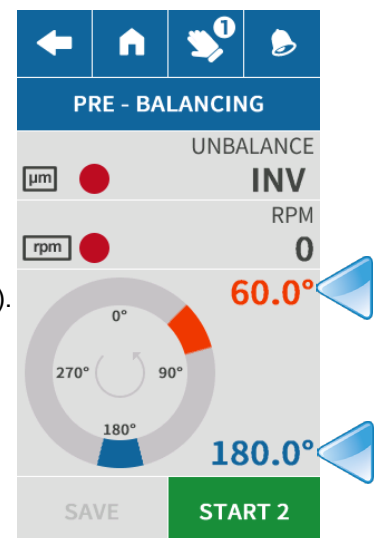 1
PRE - BALANCING
UNBALANCE
µm
INV
RPM
rpm
0
).
60.0°
0°
270°
90°
180°
180.0°
SAVE
START 2